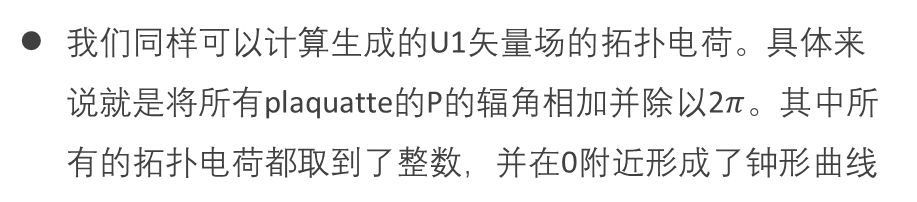 ● 我们同样可以计算生成的U1矢量场的拓扑电荷。具体来
说就是将所有plaquatte的P的辐角相加并除以2𝜋。其中所
有的拓扑电荷都取到了整数，并在0附近形成了钟形曲线